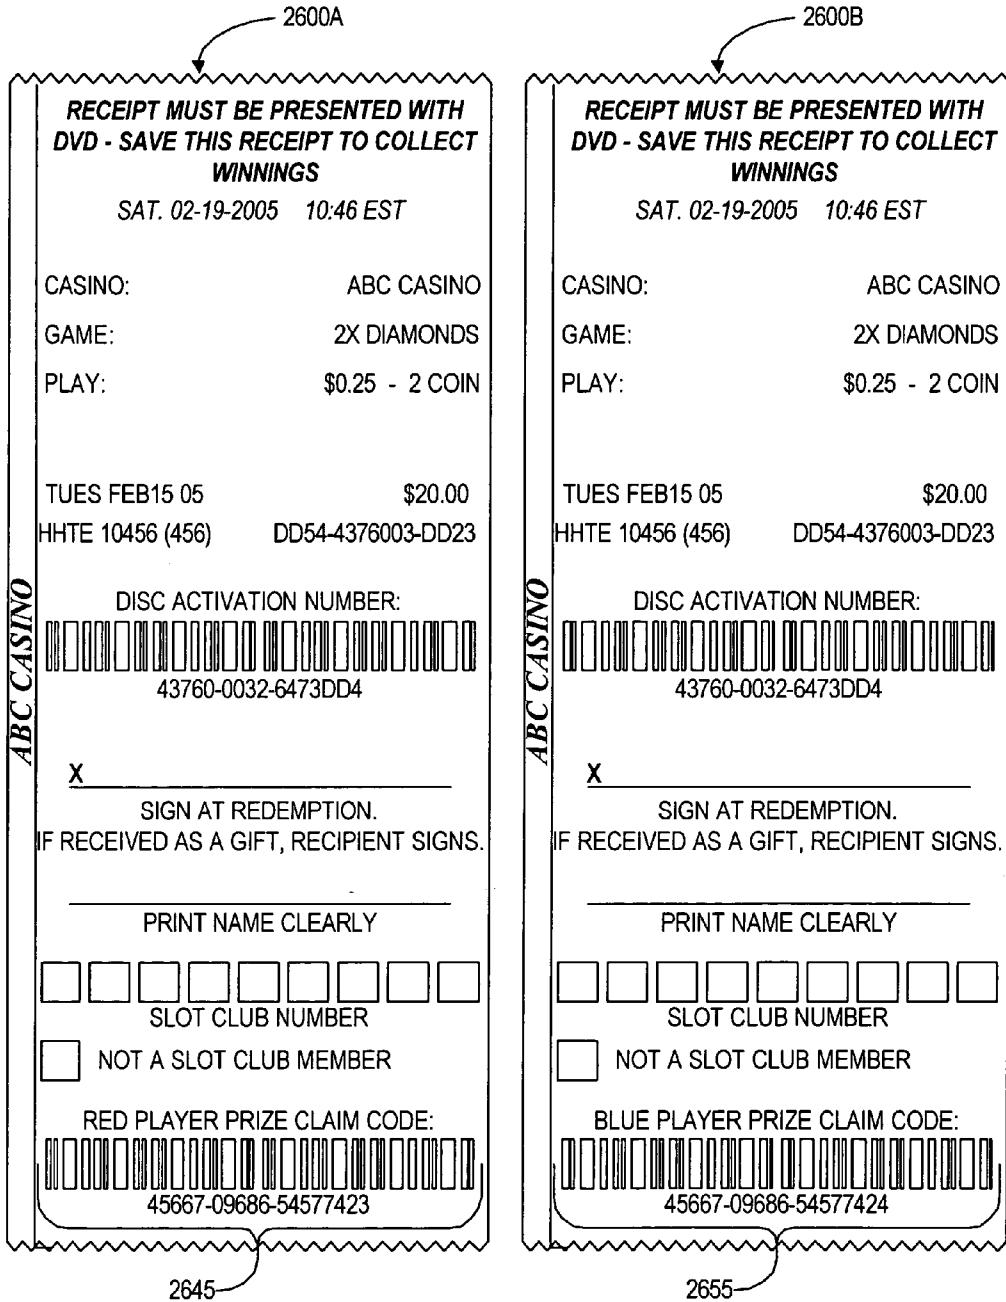 2600A
RECEIPT MUST BE PRESENTED WITH
DVD - SAVE THIS RECEIPT TO COLLECT
WINNINGS
SAT. 02-19-2005 10:46 EST
CASINO: ABC CASINO
GAME: 2X DIAMONDS
PLAY: $0.25 - 2 COIN
TUES FEB15 05 $20.00
HHTE 10456 (456) DD54-4376003-DD23
DISC ACTIVATION NUMBER:
43760-0032-6473DD4
ABC CASINO
X
SIGN AT REDEMPTION.
IF RECEIVED AS A GIFT, RECIPIENT SIGNS.
PRINT NAME CLEARLY
SLOT CLUB NUMBER
NOT A SLOT CLUB MEMBER
RED PLAYER PRIZE CLAIM CODE:
45667-09686-54577423
2645
2600B
RECEIPT MUST BE PRESENTED WITH
DVD - SAVE THIS RECEIPT TO COLLECT
WINNINGS
SAT. 02-19-2005 10:46 EST
CASINO: ABC CASINO
GAME: 2X DIAMONDS
PLAY: $0.25 - 2 COIN
TUES FEB15 05 $20.00
HHTE 10456 (456) DD54-4376003-DD23
DISC ACTIVATION NUMBER:
43760-0032-6473DD4
ABC CASINO
X
SIGN AT REDEMPTION.
IF RECEIVED AS A GIFT, RECIPIENT SIGNS.
PRINT NAME CLEARLY
SLOT CLUB NUMBER
NOT A SLOT CLUB MEMBER
BLUE PLAYER PRIZE CLAIM CODE:
45667-09686-54577424
2655